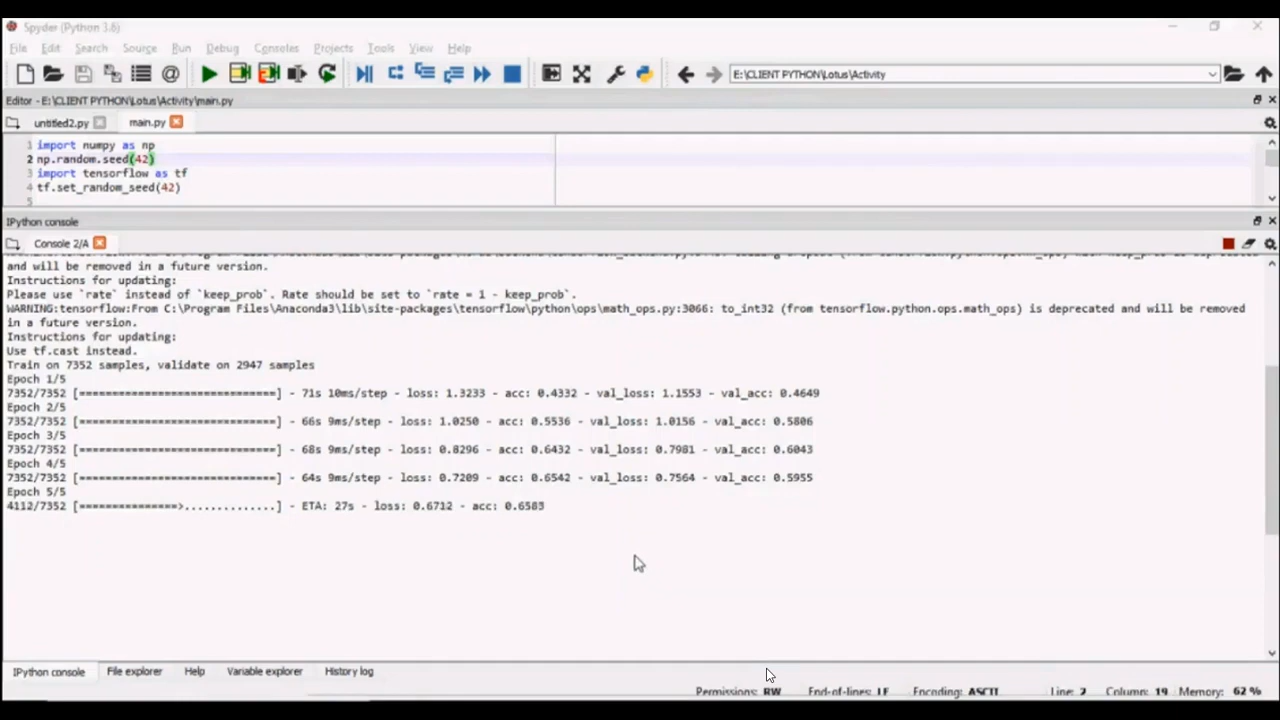 Spyder (Python 3.6)
File Edit Search Source Run Debug Consoles Projects Tools View Help
E:\CLIENT PYTHON\Lotus\Activity
Editor - E:\CLIENT PYTHON\Lotus\Activity\main.py
untitled2.py main.py
1 import numpy as np
2 np.random.seed(42)
3 import tensorflow as tf
4 tf.set_random_seed(42)
5
IPython console
Console 2/A
and will be removed in a future version.
Instructions for updating:
Please use `rate` instead of `keep_prob`. Rate should be set to `rate = 1 - keep_prob`.
WARNING:tensorflow:From C:\Program Files\Anaconda3\lib\site-packages\tensorflow\python\ops\math_ops.py:3066: to_int32 (from tensorflow.python.ops.math_ops) is deprecated and will be removed
in a future version.
Instructions for updating:
Use tf.cast instead.
Train on 7352 samples, validate on 2947 samples
Epoch 1/5
7352/7352 [==============================] - 71s 10ms/step - loss: 1.3233 - acc: 0.4332 - val_loss: 1.1553 - val_acc: 0.4649
Epoch 2/5
7352/7352 [==============================] - 66s 9ms/step - loss: 1.0250 - acc: 0.5536 - val_loss: 1.0156 - val_acc: 0.5806
Epoch 3/5
7352/7352 [==============================] - 68s 9ms/step - loss: 0.8296 - acc: 0.6432 - val_loss: 0.7981 - val_acc: 0.6043
Epoch 4/5
7352/7352 [==============================] - 64s 9ms/step - loss: 0.7209 - acc: 0.6542 - val_loss: 0.7564 - val_acc: 0.5955
Epoch 5/5
4112/7352 [===============>..............] - ETA: 27s - loss: 0.6712 - acc: 0.6583
IPython console File explorer Help Variable explorer History log
Permissions: RW End-of-lines: LF Encoding: ASCII Line: 2 Column: 19 Memory: 62 %